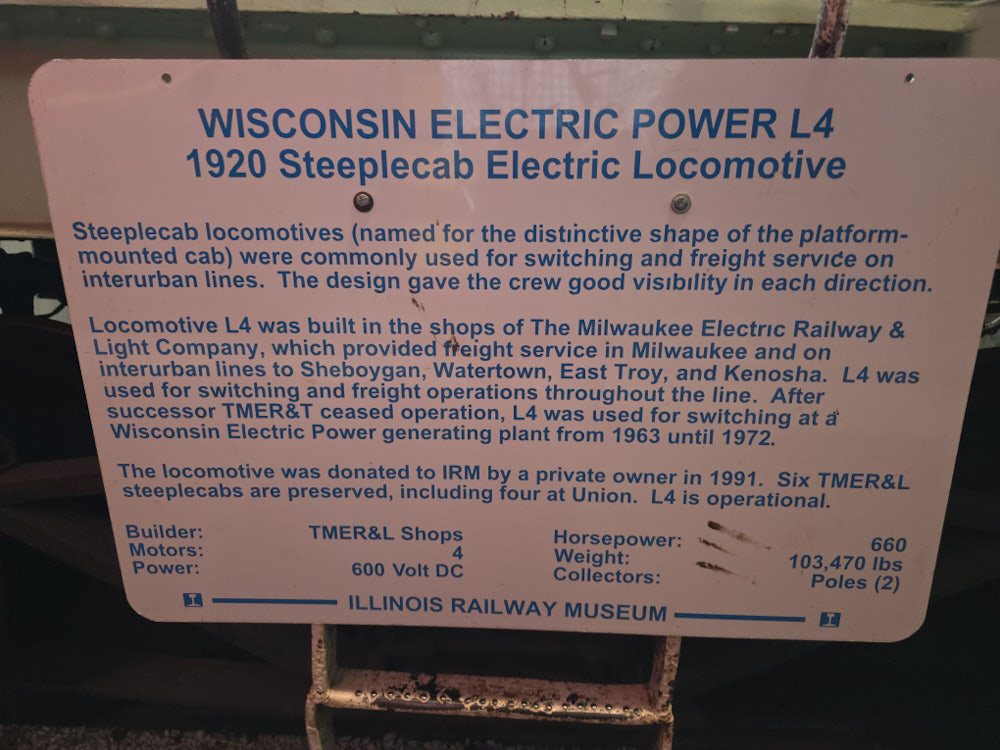 WISCONSIN ELECTRIC POWER L4
1920 Steeplecab Electric Locomotive
Steeplecab locomotives (named for the distinctive shape of the platform-
mounted cab) were commonly used for switching and freight service on
interurban lines. The design gave the crew good visibility in each direction.
Locomotive L4 was built in the shops of The Milwaukee Electric Railway &
Light Company, which provided freight service in Milwaukee and on
interurban lines to Sheboygan, Watertown, East Troy, and Kenosha. L4 was
used for switching and freight operations throughout the line. After
successor TMER&T ceased operation, L4 was used for switching at a
Wisconsin Electric Power generating plant from 1963 until 1972.
The locomotive was donated to IRM by a private owner in 1991. Six TMER&L
steeplecabs are preserved, including four at Union. L4 is operational.
Builder: TMER&L Shops
Motors: 4
Power: 600 Volt DC
Horsepower: 660
Weight: 103,470 lbs
Collectors: Poles (2)
I ILLINOIS RAILWAY MUSEUM I